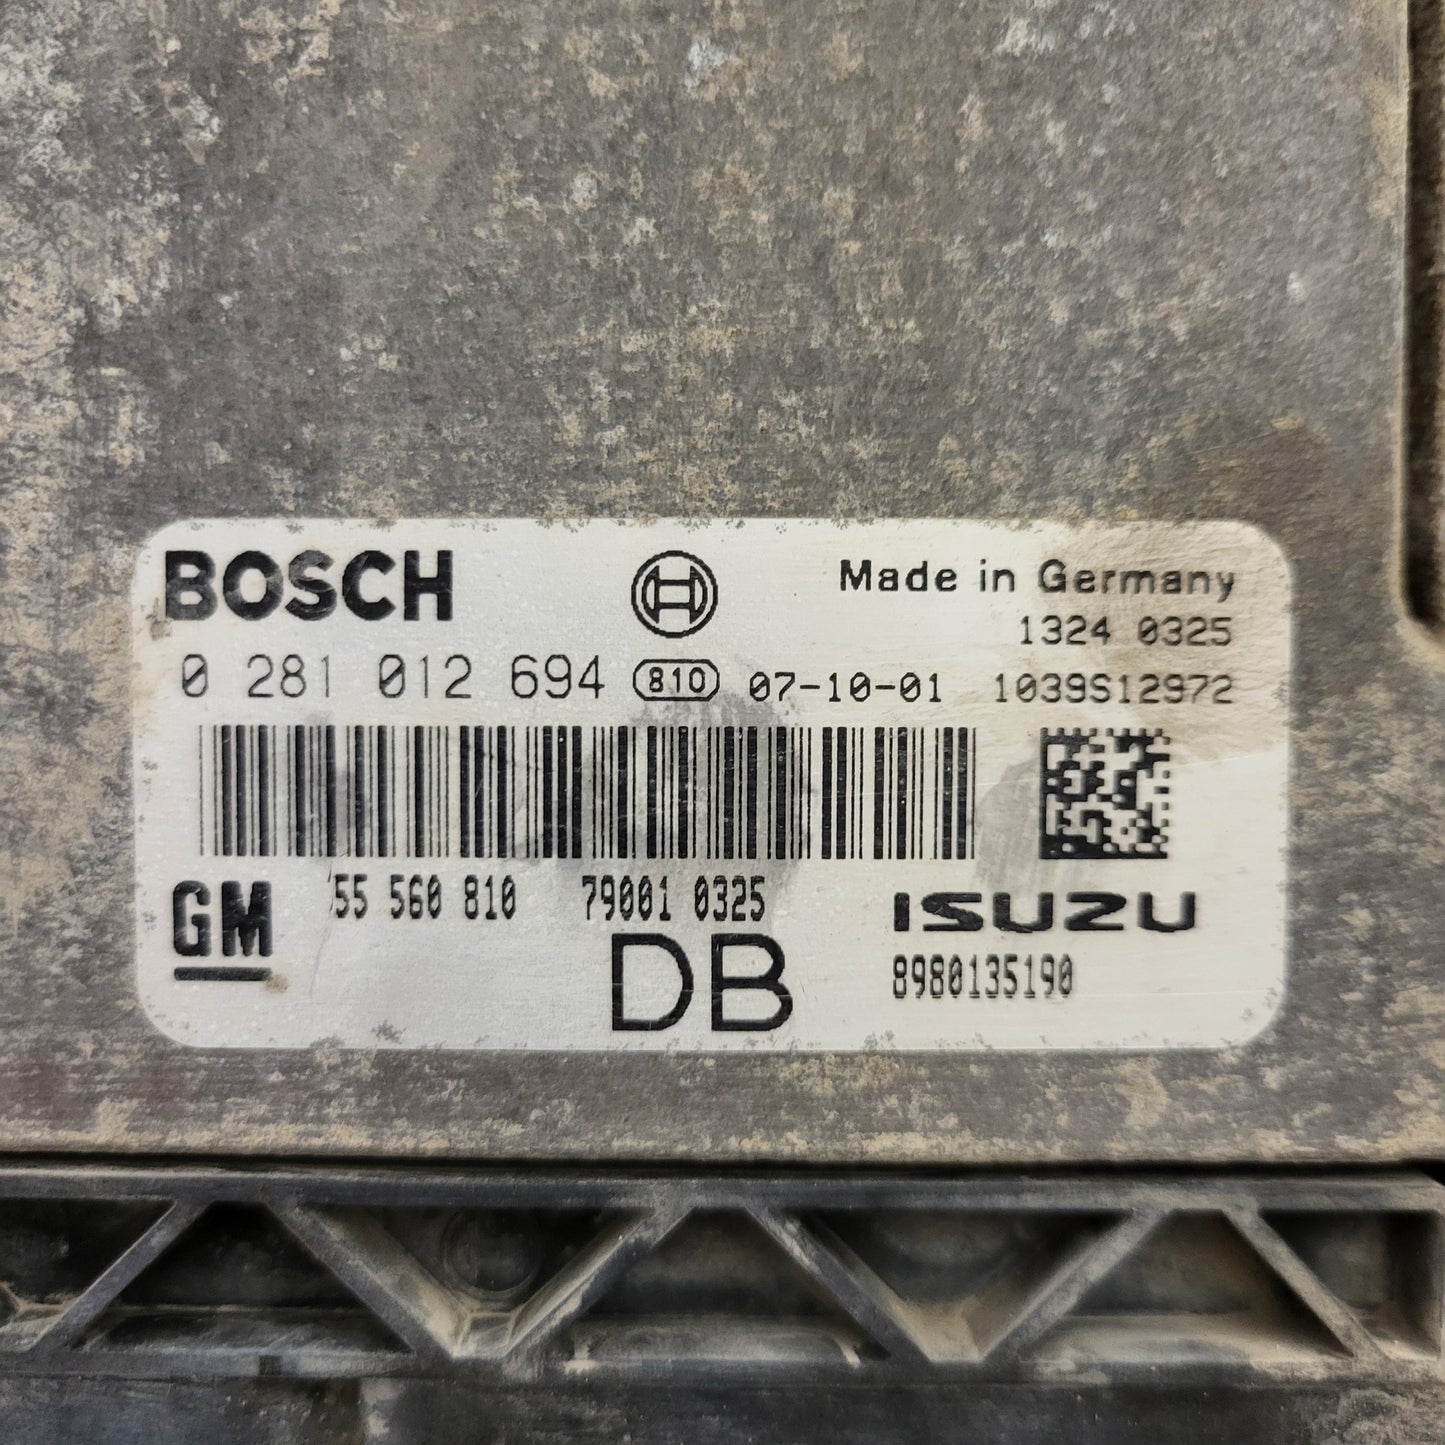 BOSCH
Made in Germany
1324 0325
0 281 012 694 810 07-10-01 1039S12972
GM 55 560 810 79001 0325 ISUZU
DB 8980135190